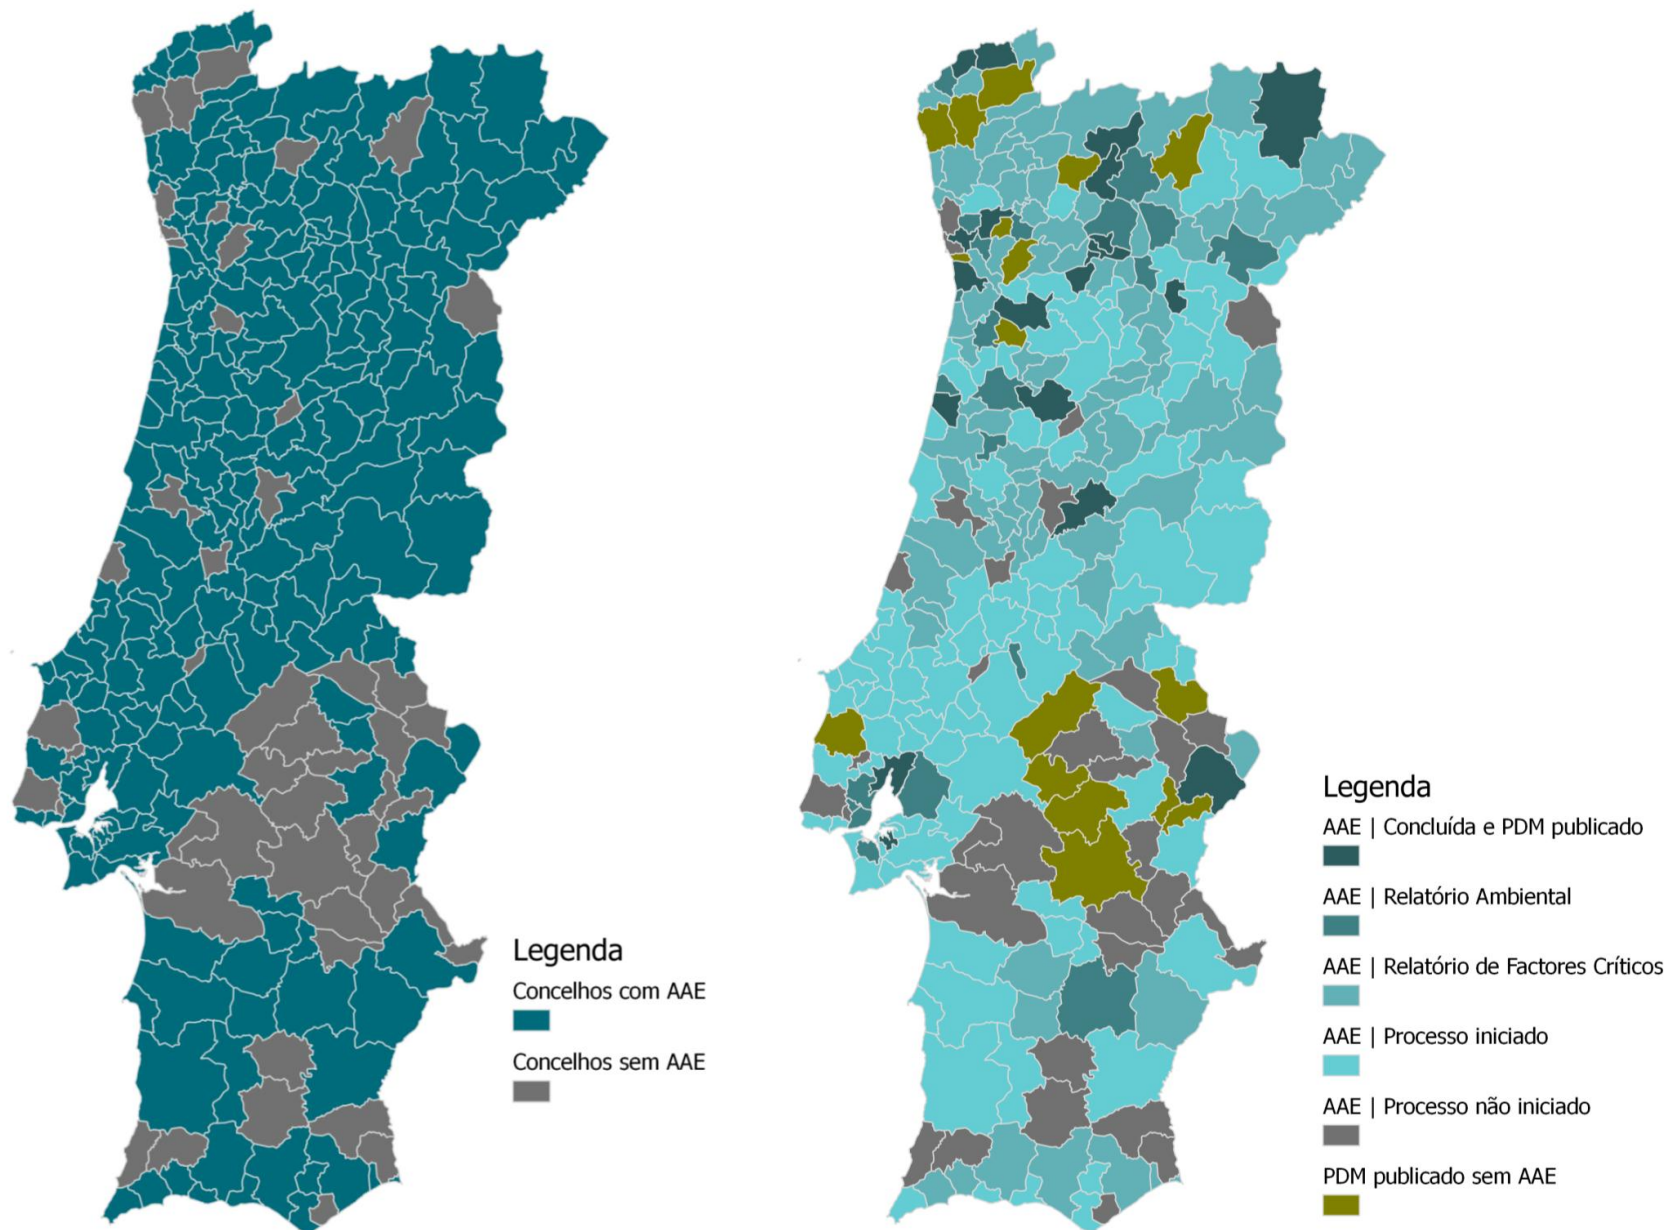 Legenda
Concelhos com AAE
Concelhos sem AAE
Legenda
AAE | Concluída e PDM publicado
AAE | Relatório Ambiental
AAE | Relatório de Factores Críticos
AAE | Processo iniciado
AAE | Processo não iniciado
PDM publicado sem AAE